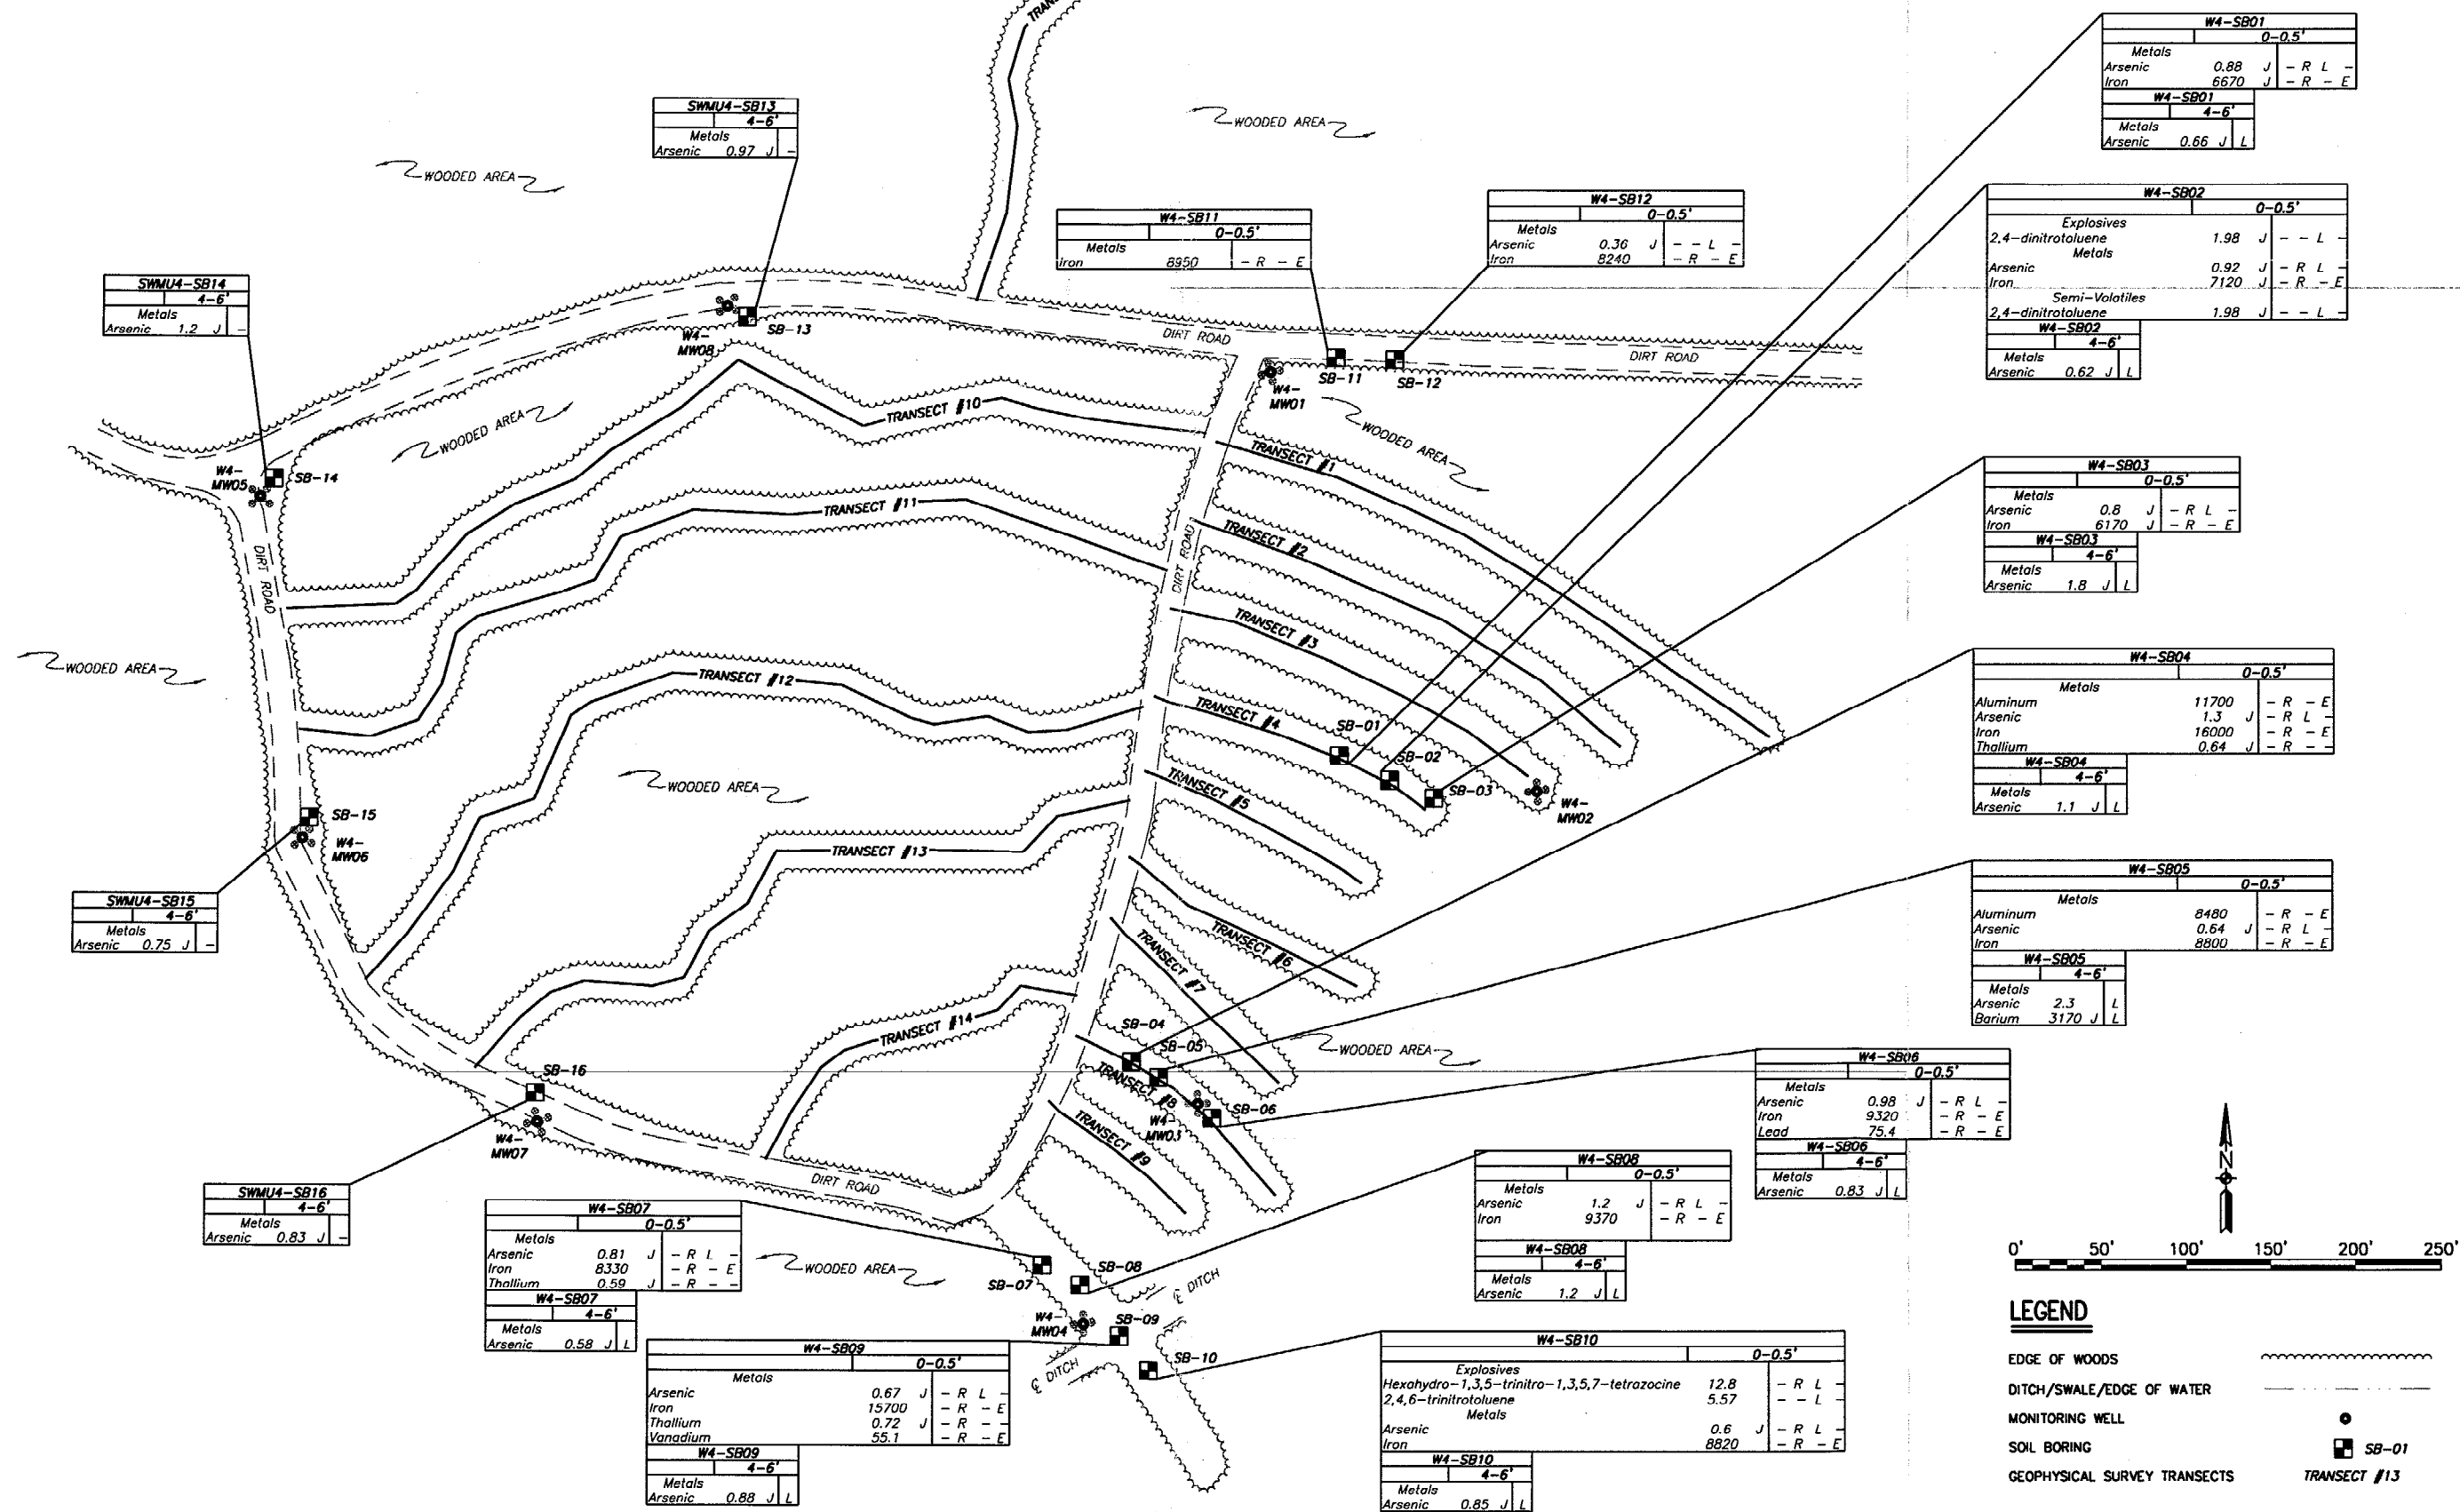 TRANS
W4-SB01
0-0.5'
Metals
Arsenic 0.88 J - R L -
Iron 6670 J - R - E
W4-SB01
4-6'
Metals
Arsenic 0.66 J L
SWMU4-SB13
4-6'
Metals
Arsenic 0.97 J -
WOODED AREA
WOODED AREA
W4-SB11
0-0.5'
Metals
Iron 8950 - R - E
W4-SB12
0-0.5'
Metals
Arsenic 0.36 J - - L -
Iron 8240 - R - E
W4-SB02
0-0.5'
Explosives
2,4-dinitrotoluene 1.98 J - - L -
Metals
Arsenic 0.92 J - R L -
Iron 7120 J - R - E
Semi-Volatiles
2,4-dinitrotoluene 1.98 J - - L -
W4-SB02
4-6'
Metals
Arsenic 0.62 J L
SWMU4-SB14
4-6'
Metals
Arsenic 1.2 J -
W4-
MW08
SB-13
DIRT ROAD
DIRT ROAD
SB-11
SB-12
W4-
MW01
WOODED AREA
TRANSECT #10
WOODED AREA
TRANSECT #1
W4-
MW05
SB-14
W4-SB03
0-0.5'
Metals
Arsenic 0.8 J - R L -
Iron 6170 J - R - E
W4-SB03
4-6'
Metals
Arsenic 1.8 J L
TRANSECT #11
TRANSECT #2
DIRT ROAD
DIRT ROAD
TRANSECT #3
WOODED AREA
TRANSECT #12
TRANSECT #4
SB-01
SB-02
SB-03
W4-
MW02
W4-SB04
0-0.5'
Metals
Aluminum 11700 - R - E
Arsenic 1.3 J - R L -
Iron 16000 - R - E
Thallium 0.64 J - R - -
W4-SB04
4-6'
Metals
Arsenic 1.1 J L
WOODED AREA
TRANSECT #5
SB-15
W4-
MW06
TRANSECT #13
W4-SB05
0-0.5'
Metals
Aluminum 8480 - R - E
Arsenic 0.64 J - R L -
Iron 8800 - R - E
W4-SB05
4-6'
Metals
Arsenic 2.3 L
Barium 3170 J L
SWMU4-SB15
4-6'
Metals
Arsenic 0.75 J -
TRANSECT #6
TRANSECT #7
TRANSECT #14
SB-04
SB-05
WOODED AREA
TRANSECT #8
SB-06
W4-
MW03
TRANSECT #9
SB-16
W4-
MW07
W4-SB06
0-0.5'
Metals
Arsenic 0.98 J - R L -
Iron 9320 - R - E
Lead 75.4 - R - E
W4-SB06
4-6'
Metals
Arsenic 0.83 J L
DIRT ROAD
SWMU4-SB16
4-6'
Metals
Arsenic 0.83 J -
W4-SB07
0-0.5'
Metals
Arsenic 0.81 J - R L -
Iron 8330 - R - E
Thallium 0.59 J - R - -
W4-SB07
4-6'
Metals
Arsenic 0.58 J L
WOODED AREA
SB-07
SB-08
W4-SB08
0-0.5'
Metals
Arsenic 1.2 J - R L -
Iron 9370 - R - E
W4-SB08
4-6'
Metals
Arsenic 1.2 J L
℄ DITCH
W4-
MW04
SB-09
SB-10
℄ DITCH
W4-SB09
0-0.5'
Metals
Arsenic 0.67 J - R L -
Iron 15700 - R - E
Thallium 0.72 J - R - -
Vanadium 55.1 - R - E
W4-SB09
4-6'
Metals
Arsenic 0.88 J L
W4-SB10
0-0.5'
Explosives
Hexahydro-1,3,5-trinitro-1,3,5,7-tetrazocine 12.8 - R L -
2,4,6-trinitrotoluene 5.57 - - L -
Metals
Arsenic 0.6 J - R L -
Iron 8820 - R - E
W4-SB10
4-6'
Metals
Arsenic 0.85 J L
N
0' 50' 100' 150' 200' 250'
LEGEND
EDGE OF WOODS
DITCH/SWALE/EDGE OF WATER
MONITORING WELL
SOIL BORING SB-01
GEOPHYSICAL SURVEY TRANSECTS TRANSECT #13